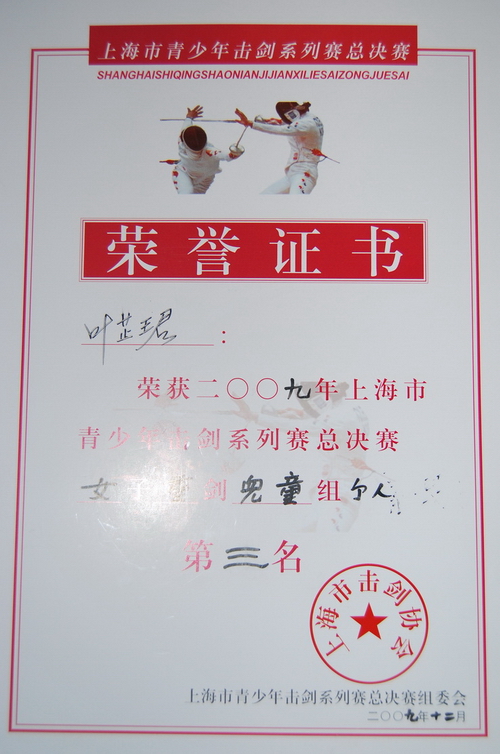 上海市青少年击剑系列赛总决赛
SHANGHAISHIQINGSHAONIANJIJIANXILIESAIZONGJUESAI
荣誉证书
叶芷珺：
荣获二〇〇九年上海市
青少年击剑系列赛总决赛
女子 剑儿童组个人
第三名
上海市击剑协会
上海市青少年击剑系列赛总决赛组委会
二〇〇九年十二月